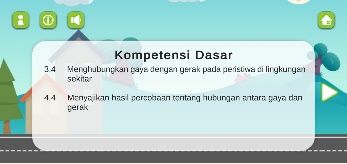 Kompetensi Dasar
3.4 Menghubungkan gaya dengan gerak pada peristiwa di lingkungan
sekitar
4.4 Menyajikan hasil percobaan tentang hubungan antara gaya dan
gerak